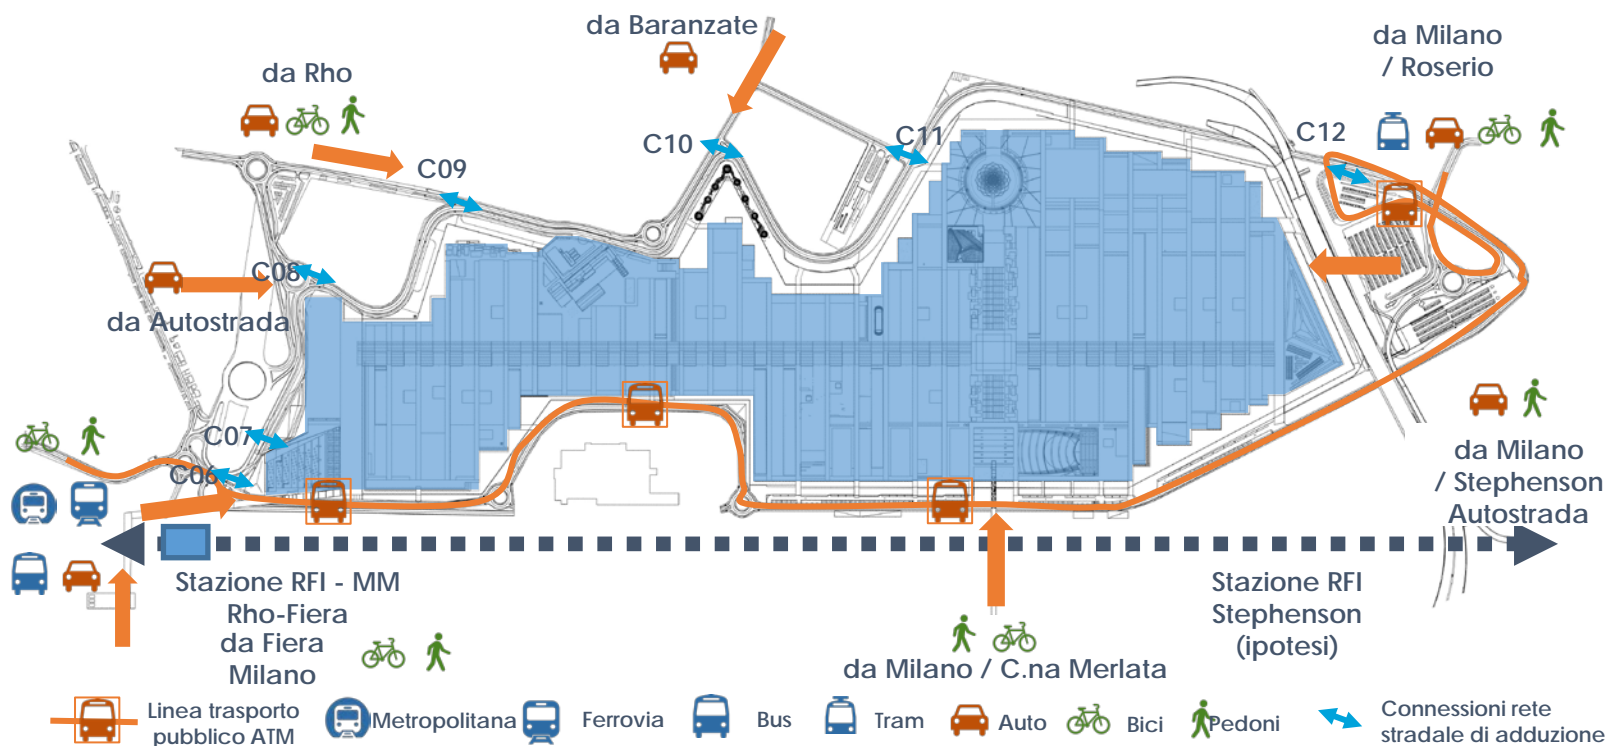 da Baranzate
da Milano
/ Roserio
da Rho
C12
C11
C10
C09
C08
da Autostrada
C07
C06
da Milano
/ Stephenson
Autostrada
Stazione RFI - MM
Rho-Fiera
da Fiera
Milano
Stazione RFI
Stephenson
(ipotesi)
da Milano / C.na Merlata
Linea trasporto
pubblico ATM
Metropolitana
Ferrovia
Bus
Tram
Auto
Bici
Pedoni
Connessioni rete
stradale di adduzione